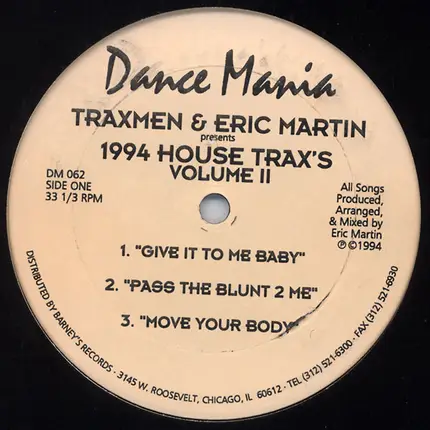 Dance Mania
TRAXMEN & ERIC MARTIN
presents
1994 HOUSE TRAX'S
VOLUME II
DM 062
SIDE ONE
33 1/3 RPM
All Songs
Produced,
Arranged,
& Mixed by
Eric Martin
℗©1994
1. "GIVE IT TO ME BABY"
2. "PASS THE BLUNT 2 ME"
3. "MOVE YOUR BODY"
DISTRIBUTED BY BARNEY'S RECORDS · 3145 W. ROOSEVELT, CHICAGO, IL 60612 · TEL (312) 521-6300 · FAX (312) 521-6930